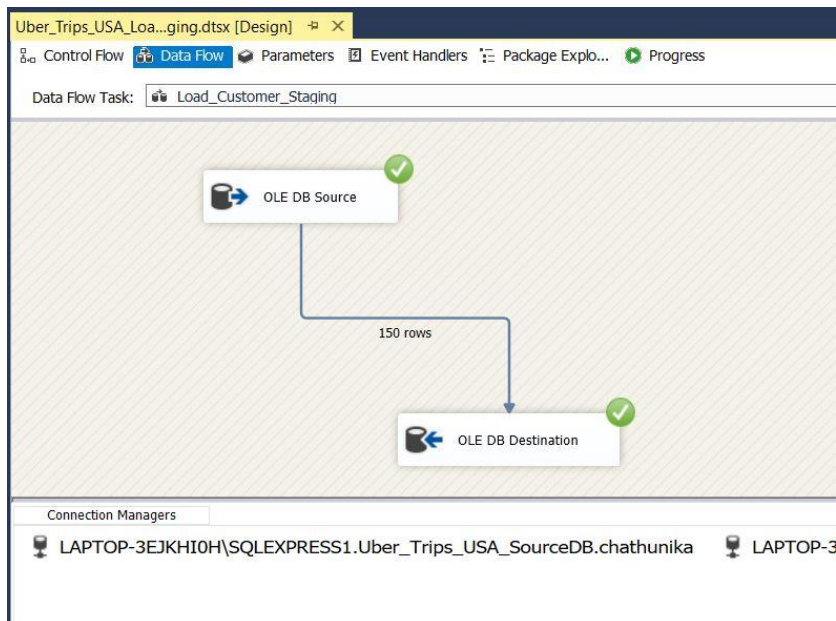 Uber_Trips_USA_Loa...ging.dtsx [Design]
Control Flow Data Flow Parameters Event Handlers Package Explo... Progress
Data Flow Task: Load_Customer_Staging
OLE DB Source
150 rows
OLE DB Destination
Connection Managers
LAPTOP-3EJKHI0H\SQLEXPRESS1.Uber_Trips_USA_SourceDB.chathunika LAPTOP-3